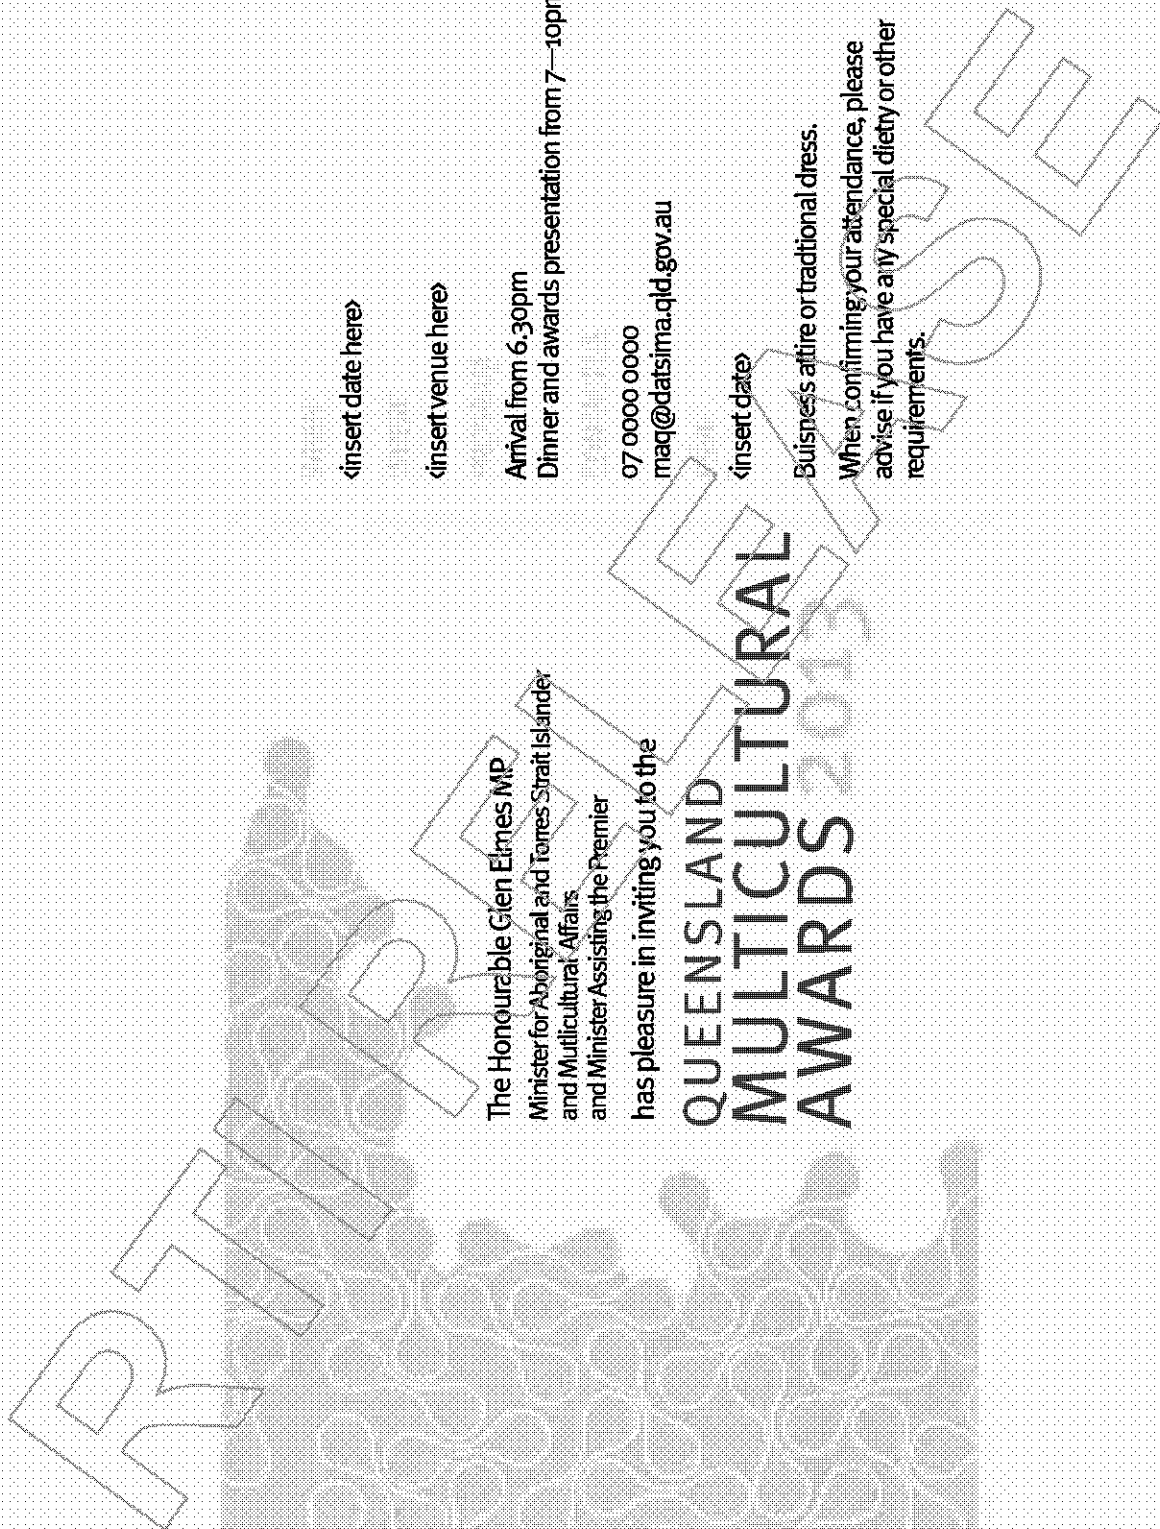 The Honourable Glen Elmes MP
Minister for Aboriginal and Torres Strait Islander
and Mutlicultural Affairs
and Minister Assisting the Premier
has pleasure in inviting you to the
QUEENSLAND
MULTICULTURAL
AWARDS 2013
<insert date here>
<insert venue here>
Arrival from 6.30pm
Dinner and awards presentation from 7—10pm
07 0000 0000
maq@datsima.qld.gov.au
<insert date>
Buisness attire or tradtional dress.
When confirming your attendance, please
advise if you have any special dietry or other
requirements.
RTI RELEASE